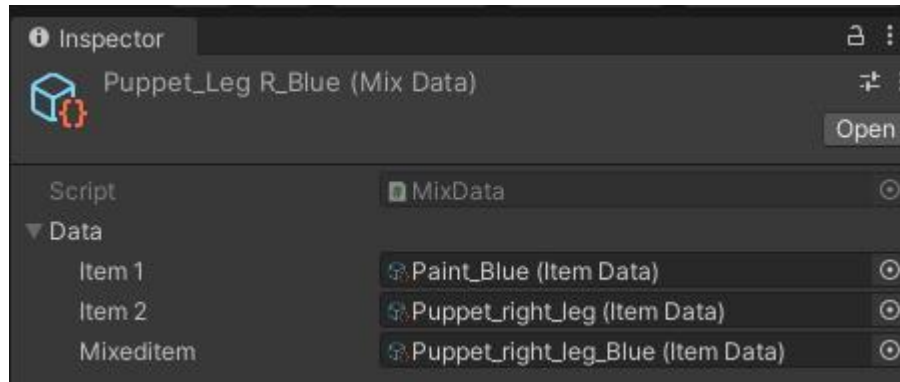 Inspector
Puppet_Leg R_Blue (Mix Data)
Open
Script MixData
Data
Item 1 Paint_Blue (Item Data)
Item 2 Puppet_right_leg (Item Data)
Mixeditem Puppet_right_leg_Blue (Item Data)